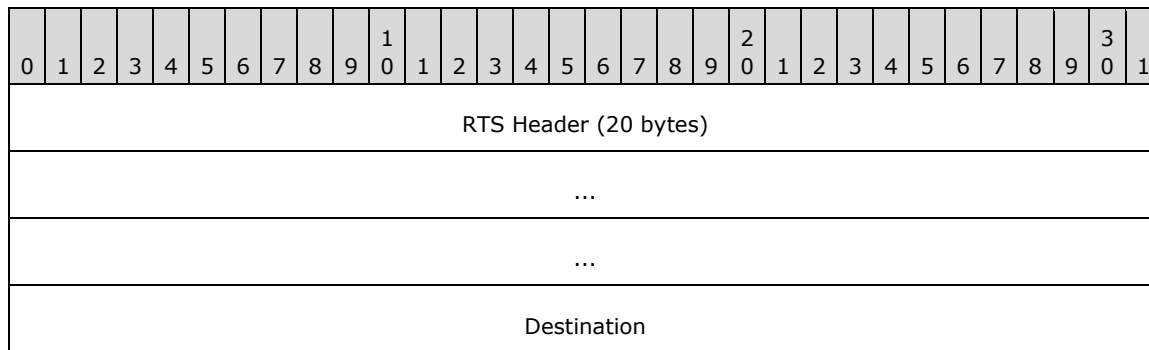 1 2 3
0 1 2 3 4 5 6 7 8 9 0 1 2 3 4 5 6 7 8 9 0 1 2 3 4 5 6 7 8 9 0 1
RTS Header (20 bytes)
...
...
Destination